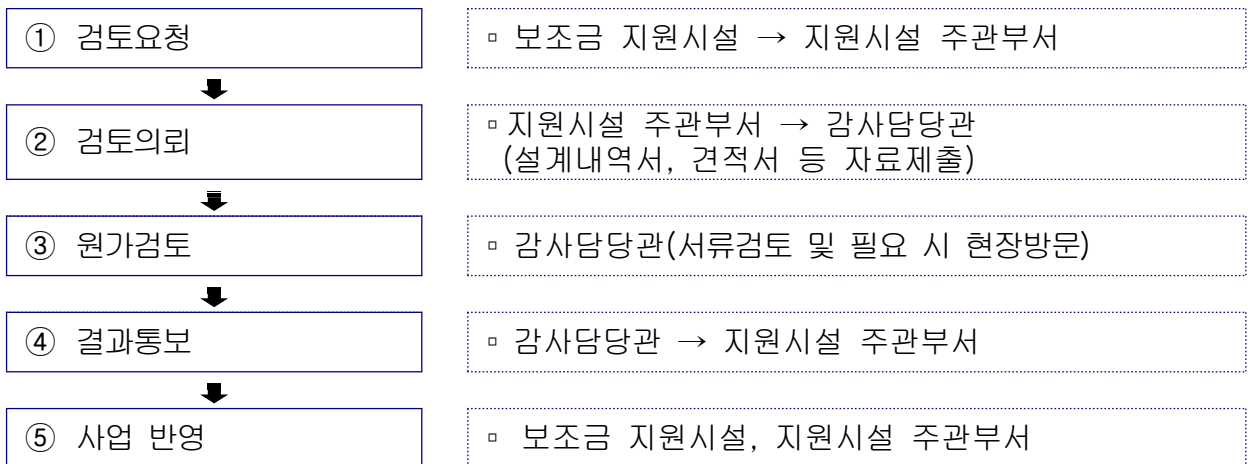 ① 검토요청
▫ 보조금 지원시설 → 지원시설 주관부서
② 검토의뢰
▫ 지원시설 주관부서 → 감사담당관
(설계내역서, 견적서 등 자료제출)
③ 원가검토
▫ 감사담당관(서류검토 및 필요 시 현장방문)
④ 결과통보
▫ 감사담당관 → 지원시설 주관부서
⑤ 사업 반영
▫ 보조금 지원시설, 지원시설 주관부서